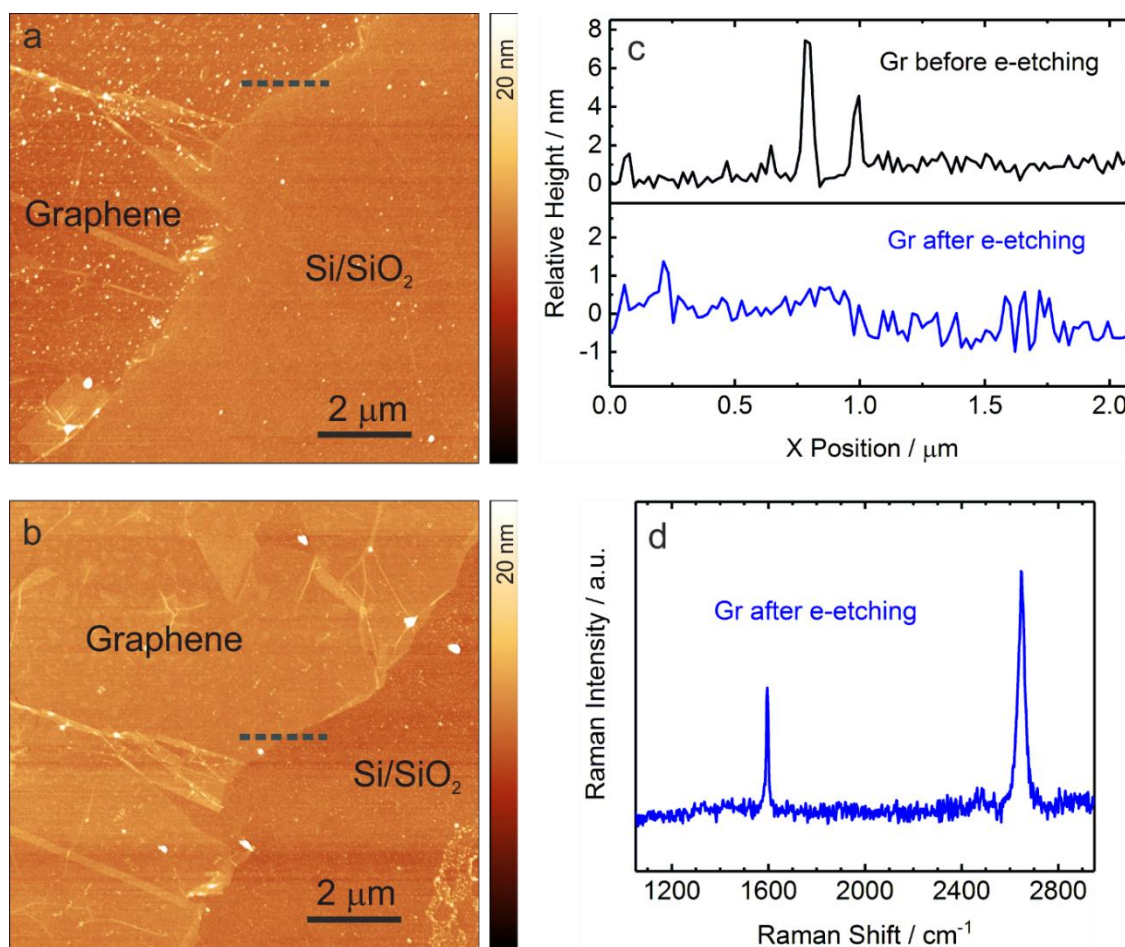 a
Graphene
Si/SiO₂
2 μm
20 nm
c
Gr before e-etching
8
6
4
2
0
Gr after e-etching
2
1
0
-1
Relative Height / nm
0.0 0.5 1.0 1.5 2.0
X Position / μm
b
Graphene
Si/SiO₂
2 μm
20 nm
d
Gr after e-etching
Raman Intensity / a.u.
1200 1600 2000 2400 2800
Raman Shift / cm⁻¹